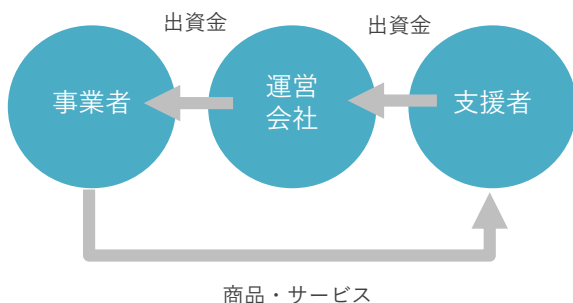 出資金
出資金
事業者
運営
会社
支援者
商品・サービス